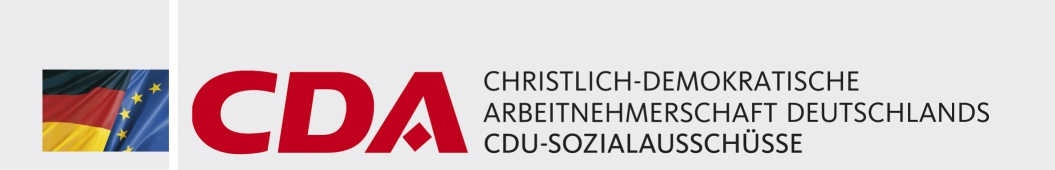 CDA
CHRISTLICH-DEMOKRATISCHE
ARBEITNEHMERSCHAFT DEUTSCHLANDS
CDU-SOZIALAUSSCHÜSSE